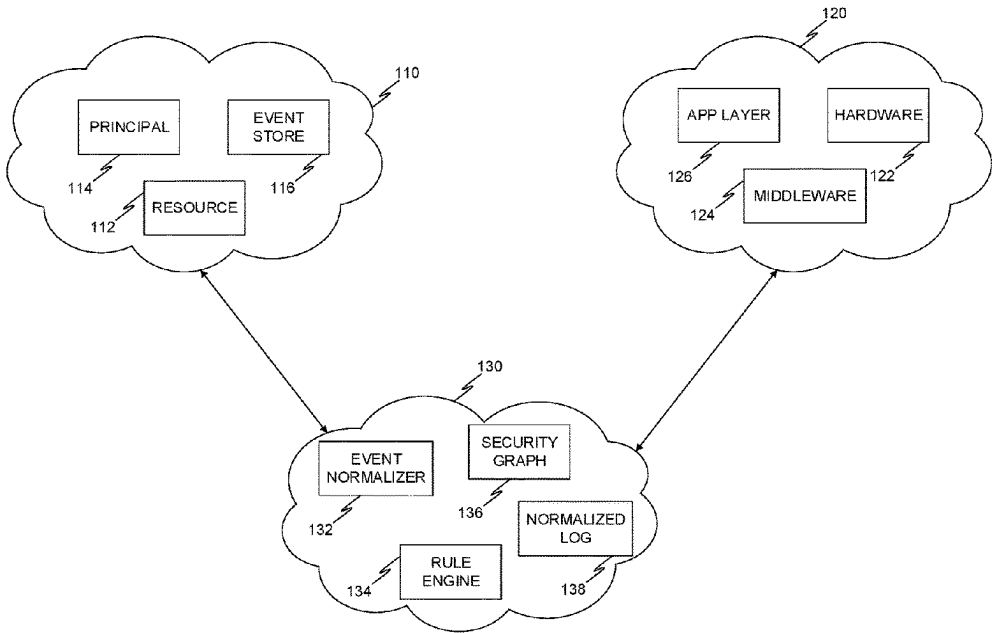 120
110
PRINCIPAL
EVENT
STORE
APP LAYER
HARDWARE
114
116
126
122
112
RESOURCE
124
MIDDLEWARE
130
EVENT
NORMALIZER
SECURITY
GRAPH
132
136
NORMALIZED
LOG
134
RULE
ENGINE
138